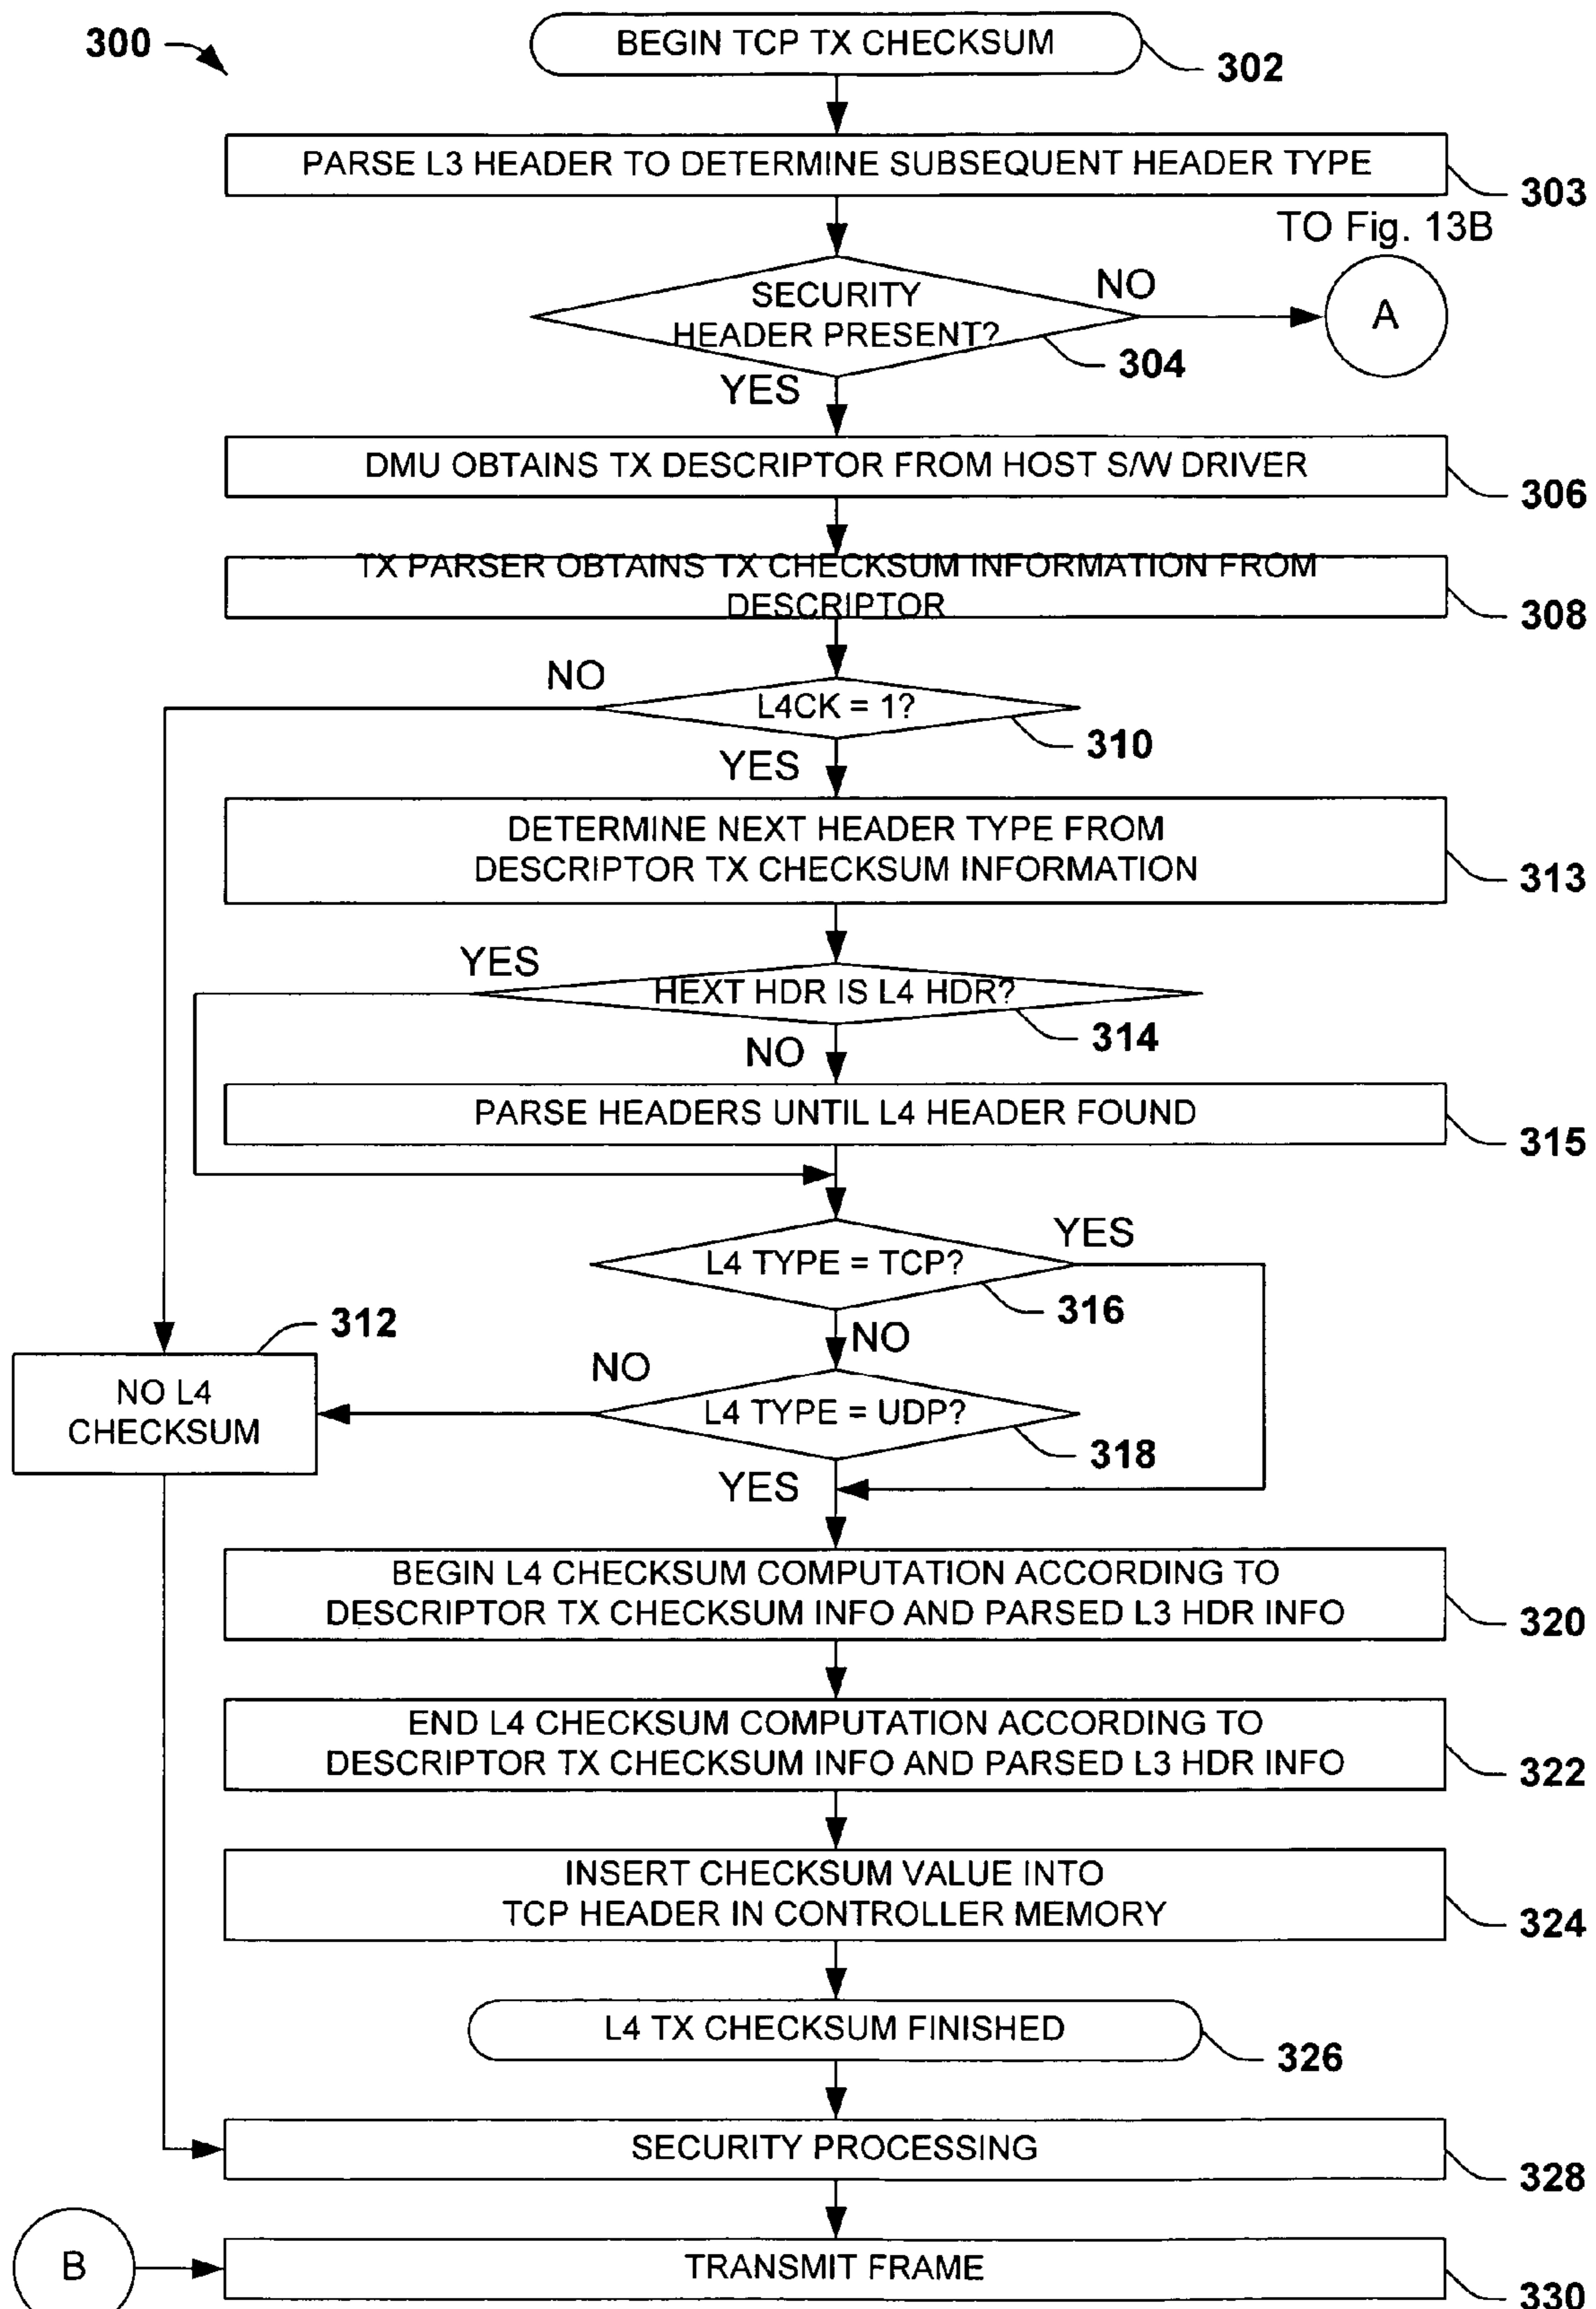 300
BEGIN TCP TX CHECKSUM
302
PARSE L3 HEADER TO DETERMINE SUBSEQUENT HEADER TYPE
303
TO Fig. 13B
SECURITY
HEADER PRESENT?
NO
A
304
YES
DMU OBTAINS TX DESCRIPTOR FROM HOST S/W DRIVER
306
TX PARSER OBTAINS TX CHECKSUM INFORMATION FROM
DESCRIPTOR
308
NO
L4CK = 1?
310
YES
DETERMINE NEXT HEADER TYPE FROM
DESCRIPTOR TX CHECKSUM INFORMATION
313
YES
HEXT HDR IS L4 HDR?
314
NO
PARSE HEADERS UNTIL L4 HEADER FOUND
315
YES
L4 TYPE = TCP?
316
312
NO
NO
NO L4
CHECKSUM
L4 TYPE = UDP?
318
YES
BEGIN L4 CHECKSUM COMPUTATION ACCORDING TO
DESCRIPTOR TX CHECKSUM INFO AND PARSED L3 HDR INFO
320
END L4 CHECKSUM COMPUTATION ACCORDING TO
DESCRIPTOR TX CHECKSUM INFO AND PARSED L3 HDR INFO
322
INSERT CHECKSUM VALUE INTO
TCP HEADER IN CONTROLLER MEMORY
324
L4 TX CHECKSUM FINISHED
326
SECURITY PROCESSING
328
B
TRANSMIT FRAME
330